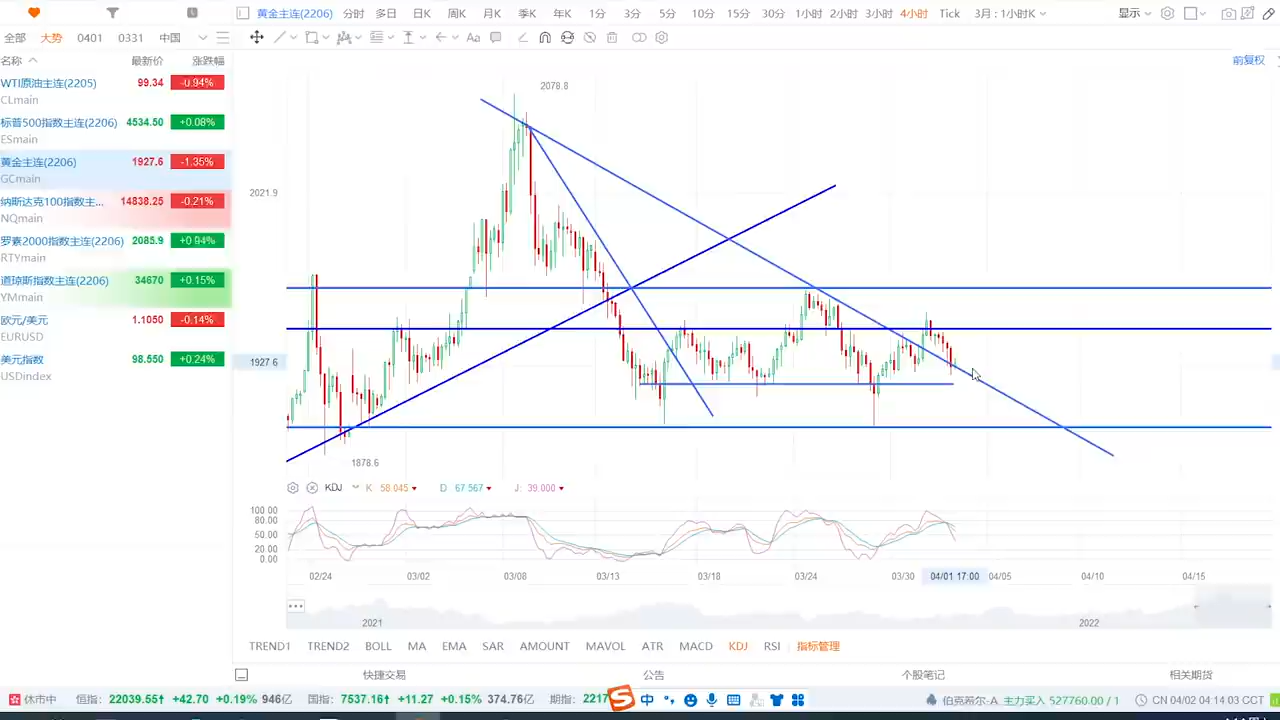 黄金主连(2206) 分时 多日 日K 周K 月K 季K 年K 1分 3分 5分 10分 15分 30分 1小时 2小时 3小时 4小时 Tick 3月：1小时K 显示
全部 大势 0401 0331 中国
Aa
名称 最新价 涨跌幅
前复权
WTI原油主连(2205) 99.34 -0.94%
CLmain
标普500指数主连(2206) 4534.50 +0.08%
ESmain
黄金主连(2206) 1927.6 -1.35%
GCmain
纳斯达克100指数主... 14838.25 -0.21%
NQmain
罗素2000指数主连(2206) 2085.9 +0.94%
RTYmain
道琼斯指数主连(2206) 34670 +0.15%
YMmain
欧元/美元 1.1050 -0.14%
EURUSD
美元指数 98.550 +0.24%
USDindex
2078.8
2021.9
1927.6
1878.6
KDJ K 58.045 D 67.567 J: 39.000
100.00
80.00
50.00
20.00
0.00
02/24 03/02 03/08 03/13 03/18 03/24 03/30 04/01 17:00 04/05 04/10 04/15
2021 2022
TREND1 TREND2 BOLL MA EMA SAR AMOUNT MAVOL ATR MACD KDJ RSI 指标管理
快捷交易 公告 个股笔记 相关期货
休市中 恒指: 22039.55 +42.70 +0.19% 946亿 国指: 7537.16 +11.27 +0.15% 374.76亿 期指: 2217 中 伯克希尔-A 主力买入 527760.00 / 1 CN 04/02 04:14:03 CCT